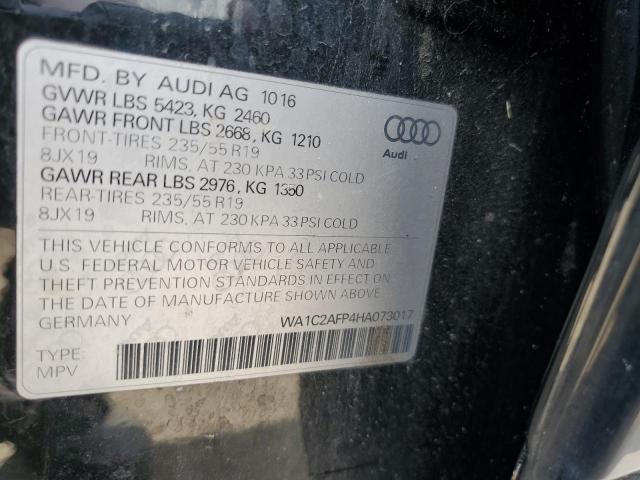 MFD. BY AUDI AG 1016
GVWR LBS 5423, KG 2460
GAWR FRONT LBS 2668, KG 1210
FRONT-TIRES 235/55 R19
8JX19 RIMS, AT 230 KPA 33 PSI COLD
GAWR REAR LBS 2976, KG 1350
REAR-TIRES 235/55 R19
8JX19 RIMS, AT 230 KPA 33 PSI COLD
Audi
THIS VEHICLE CONFORMS TO ALL APPLICABLE
U.S. FEDERAL MOTOR VEHICLE SAFETY AND
THEFT PREVENTION STANDARDS IN EFFECT ON
THE DATE OF MANUFACTURE SHOWN ABOVE.
GERMANY WA1C2AFP4HA073017
TYPE:
MPV